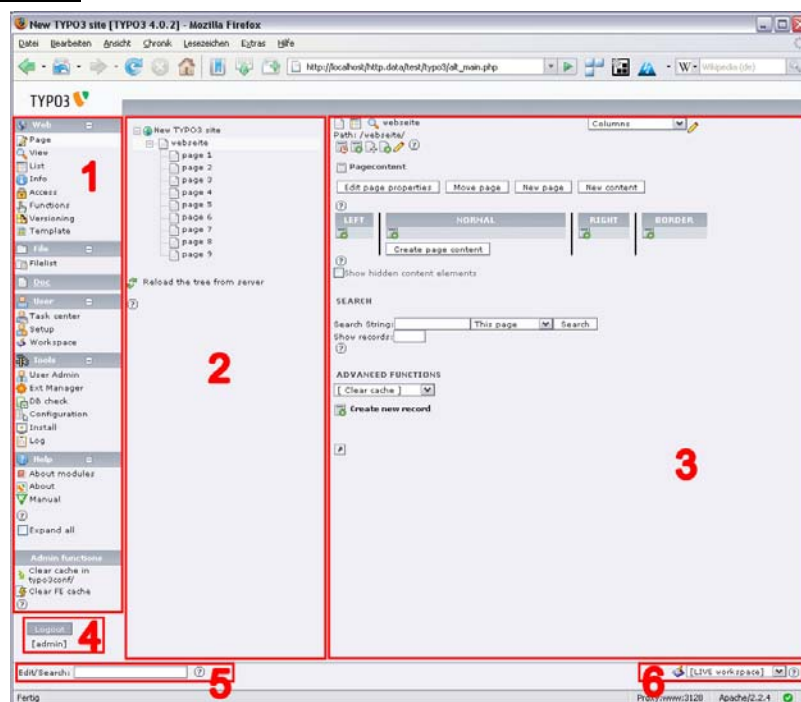 New TYPO3 site [TYPO3 4.0.2] - Mozilla Firefox
Datei Bearbeiten Ansicht Chronik Lesezeichen Extras Hilfe
http://localhost/http.data/test/typo3/alt_main.php
W Wikipedia (de)
TYPO3
Web
Page
View
List
Info
Access
Functions
Versioning
Template
File
Filelist
Doc
User
Task center
Setup
Workspace
Tools
User Admin
Ext Manager
DB check
Configuration
Install
Log
Help
About modules
About
Manual
Expand all
Admin functions
Clear cache in
typo3conf/
Clear FE cache
1
Logout
[admin]
4
New TYPO3 site
webseite
page 1
page 2
page 3
page 4
page 5
page 6
page 7
page 8
page 9
Reload the tree from server
2
webseite
Columns
Path: /webseite/
Pagecontent
Edit page properties Move page New page New content
LEFT NORMAL RIGHT BORDER
Create page content
Show hidden content elements
SEARCH
Search String: This page Search
Show records:
ADVANCED FUNCTIONS
[ Clear cache ]
Create new record
3
Edit/Search:
5
6
[LIVE workspace]
Fertig
Proxy:www:3128 Apache/2.2.4